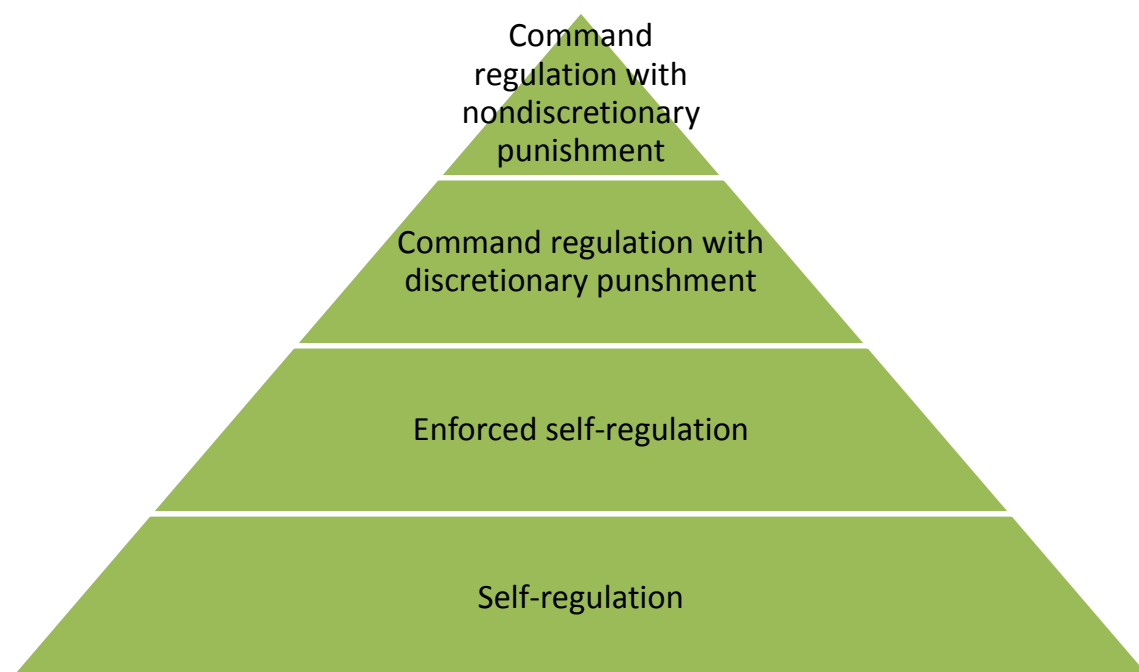 Command
regulation with
nondiscretionary
punishment
Command regulation with
discretionary punshment
Enforced self-regulation
Self-regulation